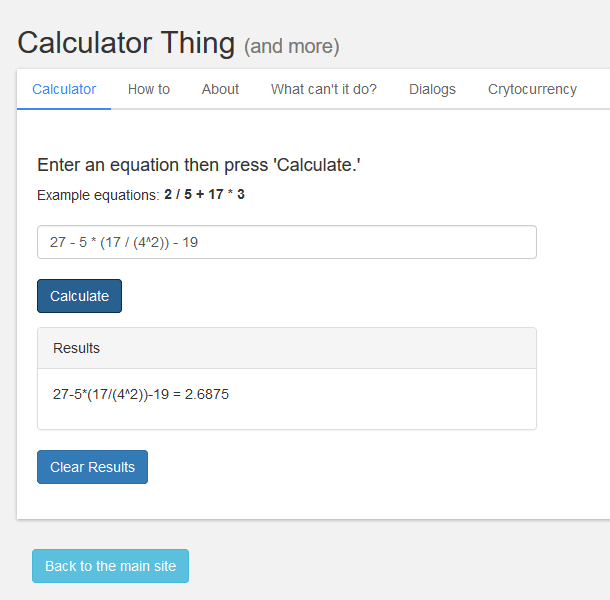 Calculator Thing (and more)
Calculator How to About What can't it do? Dialogs Crytocurrency
Enter an equation then press 'Calculate.'
Example equations: 2 / 5 + 17 * 3
27 - 5 * (17 / (4^2)) - 19
Calculate
Results
27-5*(17/(4^2))-19 = 2.6875
Clear Results
Back to the main site